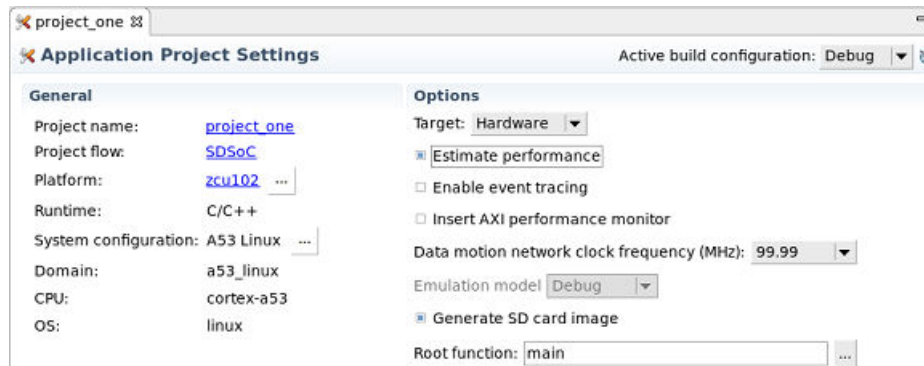 project_one
Application Project Settings
Active build configuration: Debug
General
Project name: project_one
Project flow: SDSoC
Platform: zcu102 ...
Runtime: C/C++
System configuration: A53 Linux ...
Domain: a53_linux
CPU: cortex-a53
OS: linux
Options
Target: Hardware
Estimate performance
Enable event tracing
Insert AXI performance monitor
Data motion network clock frequency (MHz): 99.99
Emulation model Debug
Generate SD card image
Root function: main ...